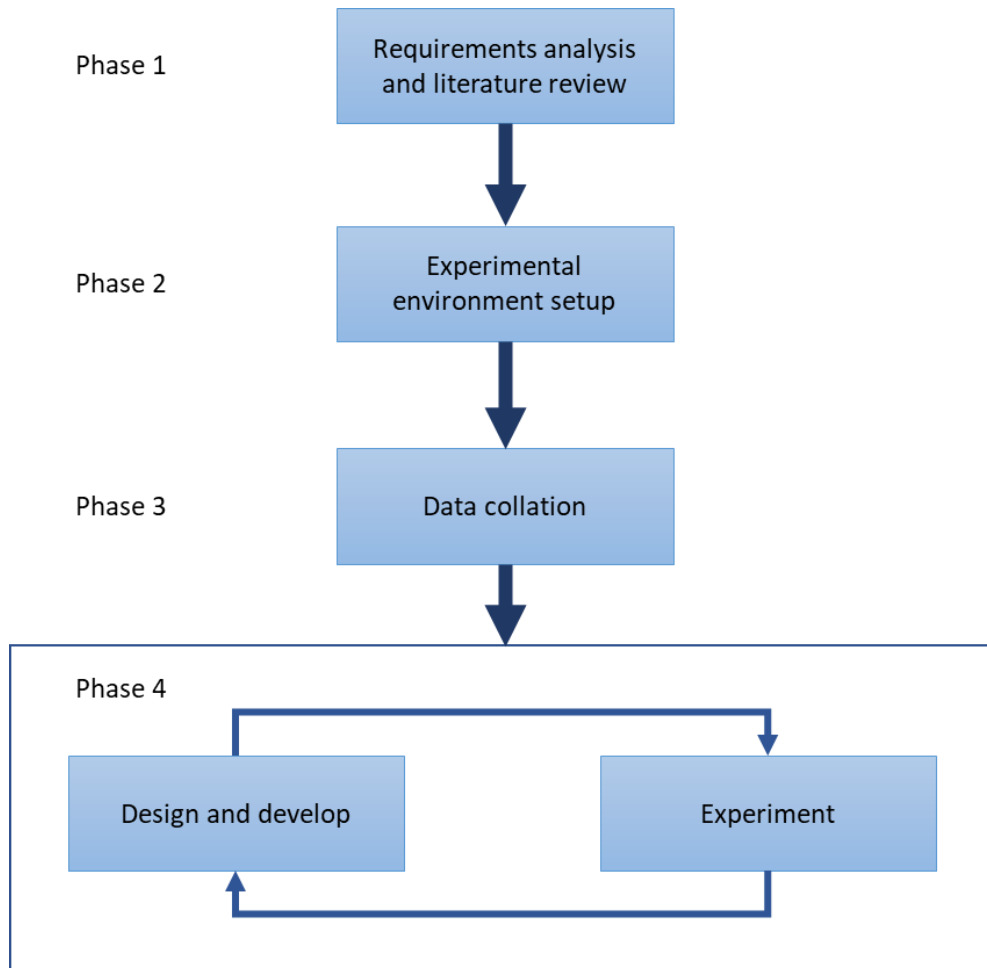 Phase 1
Requirements analysis
and literature review
Phase 2
Experimental
environment setup
Phase 3
Data collation
Phase 4
Design and develop
Experiment